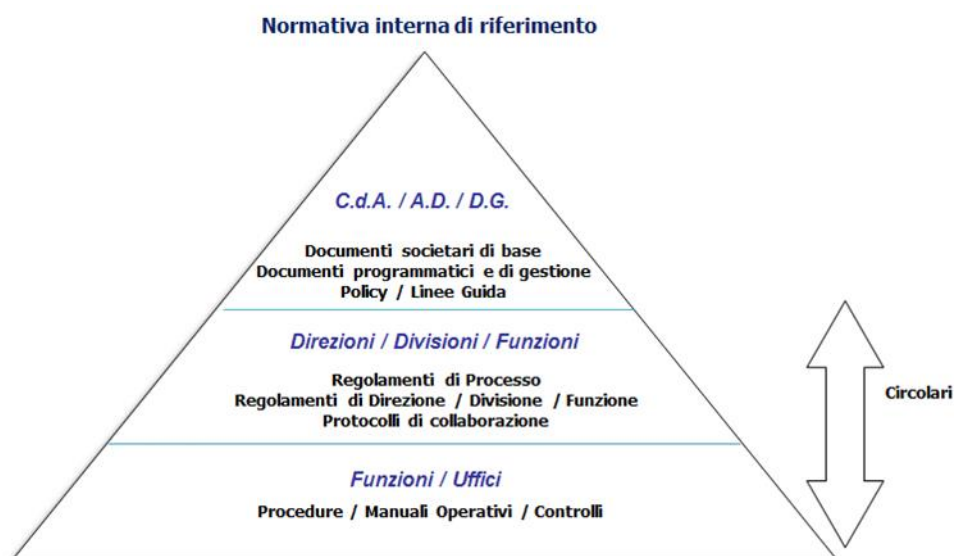 Normativa interna di riferimento
C.d.A. / A.D. / D.G.
Documenti societari di base
Documenti programmatici e di gestione
Policy / Linee Guida
Direzioni / Divisioni / Funzioni
Regolamenti di Processo
Regolamenti di Direzione / Divisione / Funzione
Protocolli di collaborazione
Circolari
Funzioni / Uffici
Procedure / Manuali Operativi / Controlli